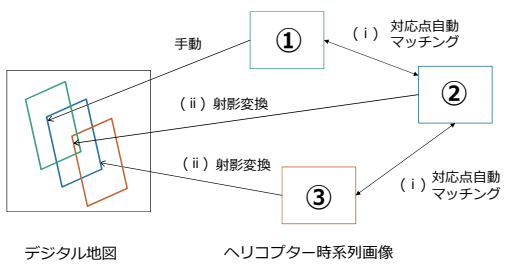 ①
(ⅰ)
対応点自動
マッチング
手動
②
(ⅱ)射影変換
(ⅱ)射影変換
③
(ⅰ)
対応点自動
マッチング
デジタル地図
ヘリコプター時系列画像